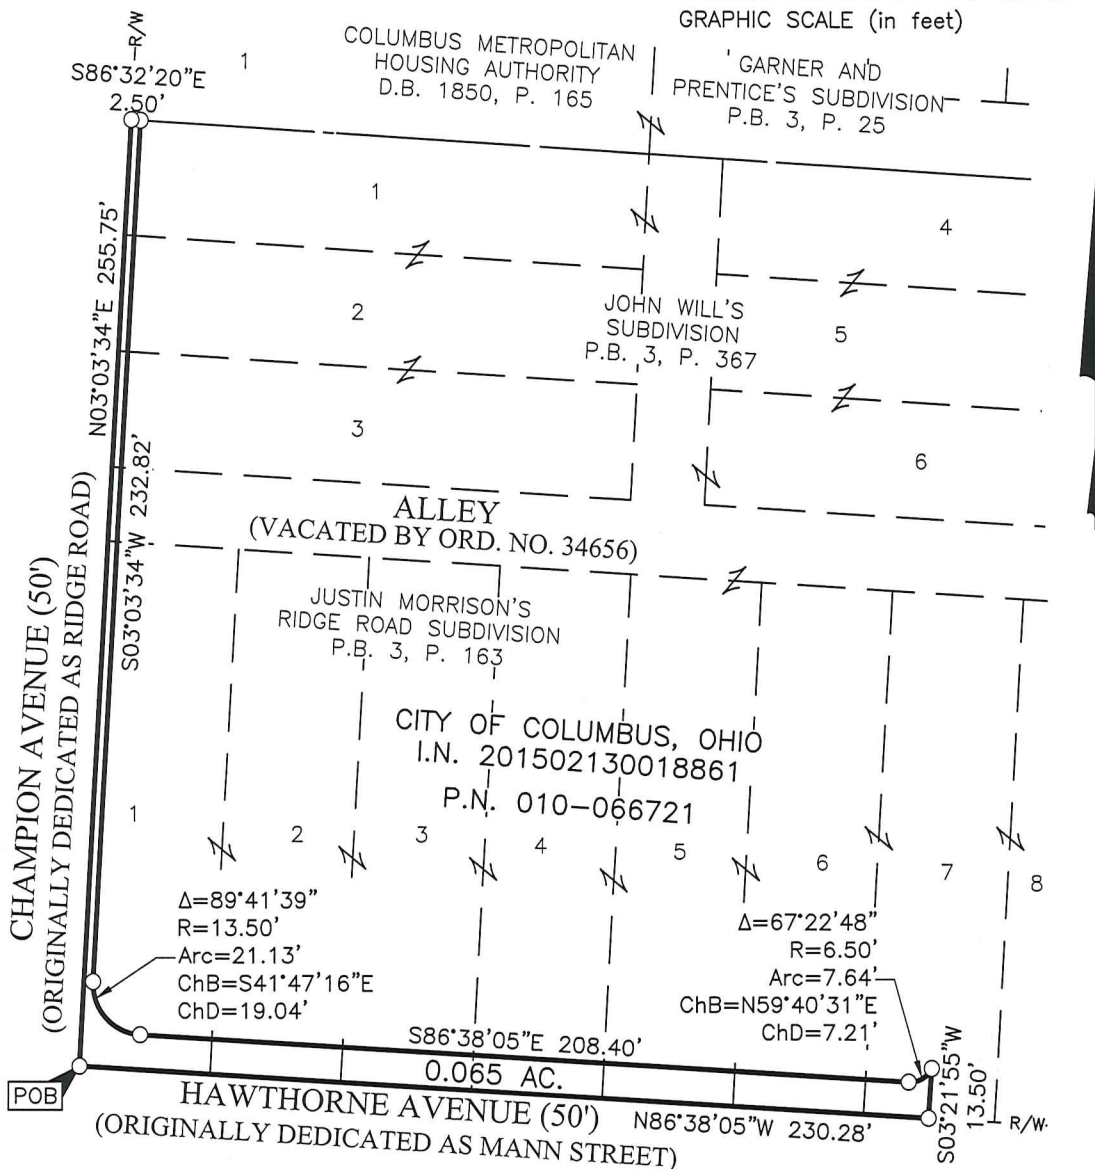 GRAPHIC SCALE (in feet)
R/W
S86°32'20"E
2.50'
1
COLUMBUS METROPOLITAN
HOUSING AUTHORITY
D.B. 1850, P. 165
GARNER AND
PRENTICE'S SUBDIVISION
P.B. 3, P. 25
1
4
N03°03'34"E 255.75'
2
JOHN WILL'S
SUBDIVISION
P.B. 3, P. 367
5
3
6
S03°03'34"W 232.82'
ALLEY
(VACATED BY ORD. NO. 34656)
CHAMPION AVENUE (50')
(ORIGINALLY DEDICATED AS RIDGE ROAD)
JUSTIN MORRISON'S
RIDGE ROAD SUBDIVISION
P.B. 3, P. 163
CITY OF COLUMBUS, OHIO
I.N. 201502130018861
P.N. 010-066721
1
2
3
4
5
6
7
8
Δ=89°41'39"
R=13.50'
Arc=21.13'
ChB=S41°47'16"E
ChD=19.04'
Δ=67°22'48"
R=6.50'
Arc=7.64'
ChB=N59°40'31"E
ChD=7.21'
S86°38'05"E 208.40'
0.065 AC.
S03°21'55"W
13.50'
POB
HAWTHORNE AVENUE (50')
(ORIGINALLY DEDICATED AS MANN STREET)
N86°38'05"W 230.28'
R/W